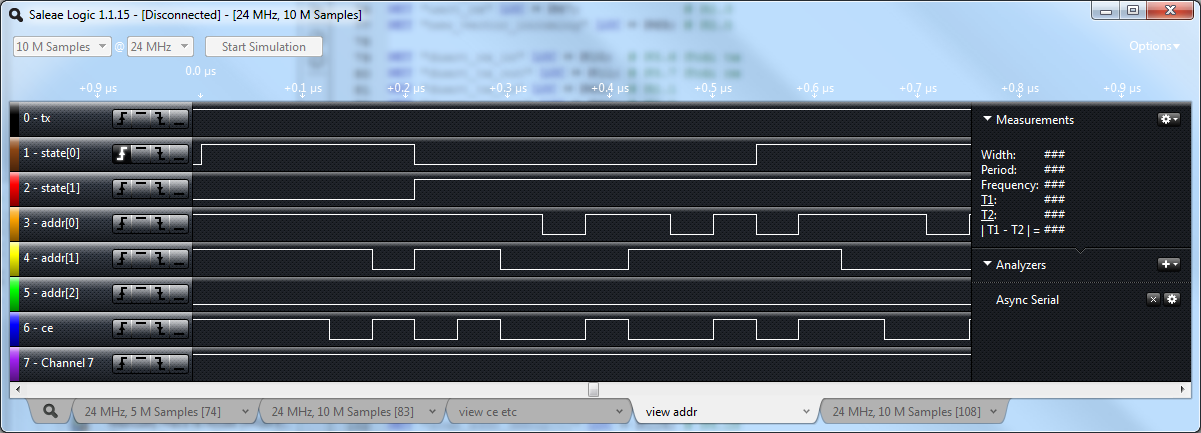 Saleae Logic 1.1.15 - [Disconnected] - [24 MHz, 10 M Samples]
10 M Samples @ 24 MHz Start Simulation Options
0.0 µs
+0.9 µs +0.1 µs +0.2 µs +0.3 µs +0.4 µs +0.5 µs +0.6 µs +0.7 µs +0.8 µs +0.9 µs
0 - tx
1 - state[0]
2 - state[1]
3 - addr[0]
4 - addr[1]
5 - addr[2]
6 - ce
7 - Channel 7
Measurements
Width: ###
Period: ###
Frequency: ###
T1: ###
T2: ###
| T1 - T2 | = ###
Analyzers
Async Serial
24 MHz, 5 M Samples [74] 24 MHz, 10 M Samples [83] view ce etc view addr 24 MHz, 10 M Samples [108]